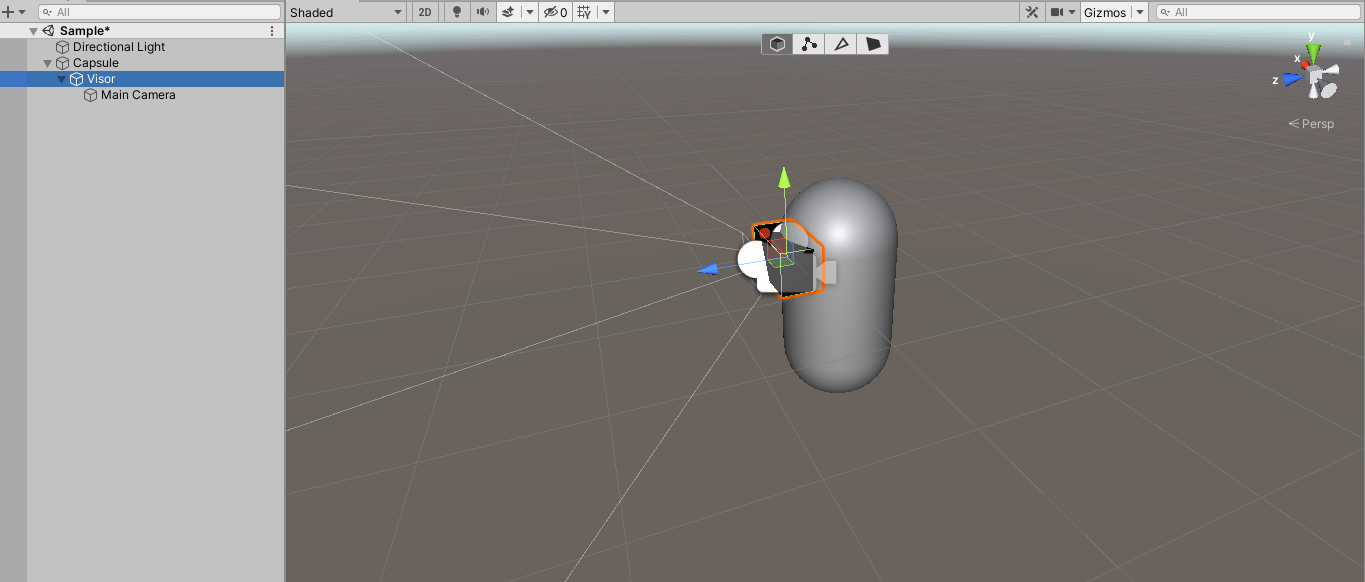 All
Shaded
2D
0
Gizmos
All
Sample*
Directional Light
Capsule
Visor
Main Camera
y
x
z
Persp